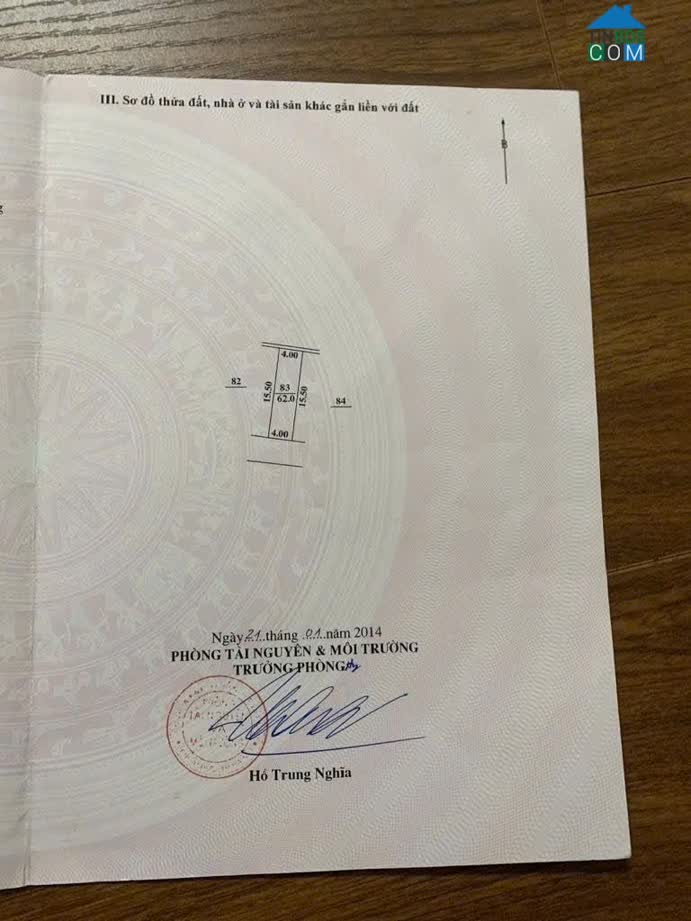 COM
III. Sơ đồ thửa đất, nhà ở và tài sản khác gắn liền với đất
B
4.00
82
15.50
83
62.0
15.50
84
4.00
Ngày 21 tháng 01 năm 2014
PHÒNG TÀI NGUYÊN & MÔI TRƯỜNG
TRƯỞNG PHÒNG
Hồ Trung Nghĩa